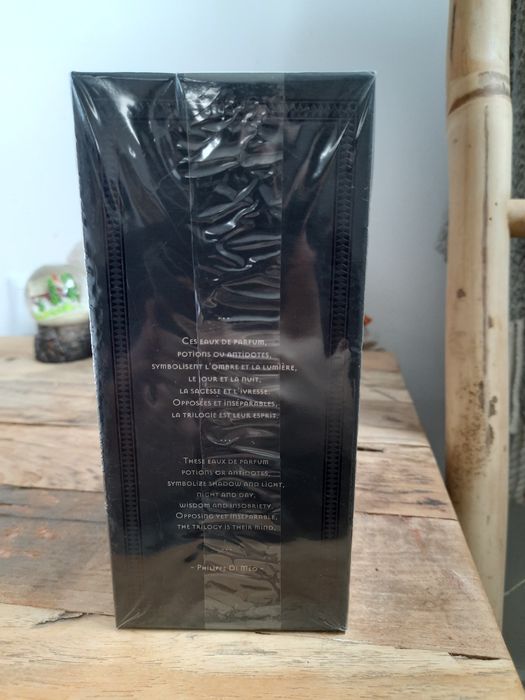 ...
Ces eaux de parfum,
potions ou antidotes,
symbolisent l'ombre et la lumière,
le jour et la nuit,
la sagesse et l'ivresse.
Opposées et inséparables,
la trilogie est leur esprit.
...
These eaux de parfum
potions or antidotes,
symbolize shadow and light,
night and day,
wisdom and insobriety.
Opposing yet inseparable,
the trilogy is their mind.
...
- Philippe Di Méo -